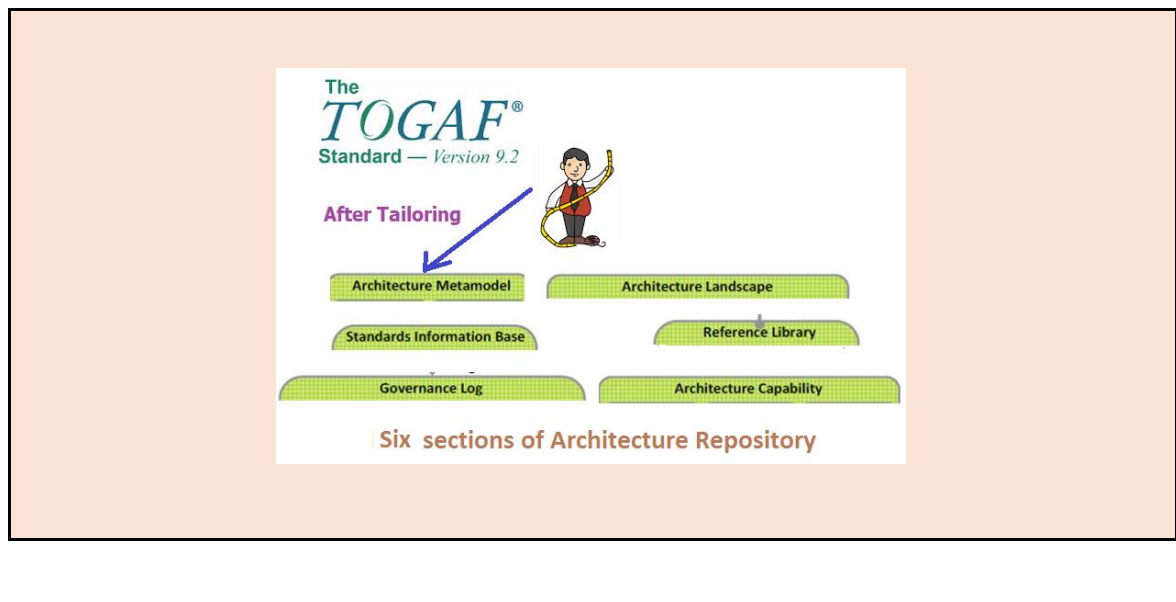 The
TOGAF®
Standard — Version 9.2
After Tailoring
Architecture Metamodel
Architecture Landscape
Standards Information Base
Reference Library
Governance Log
Architecture Capability
Six sections of Architecture Repository